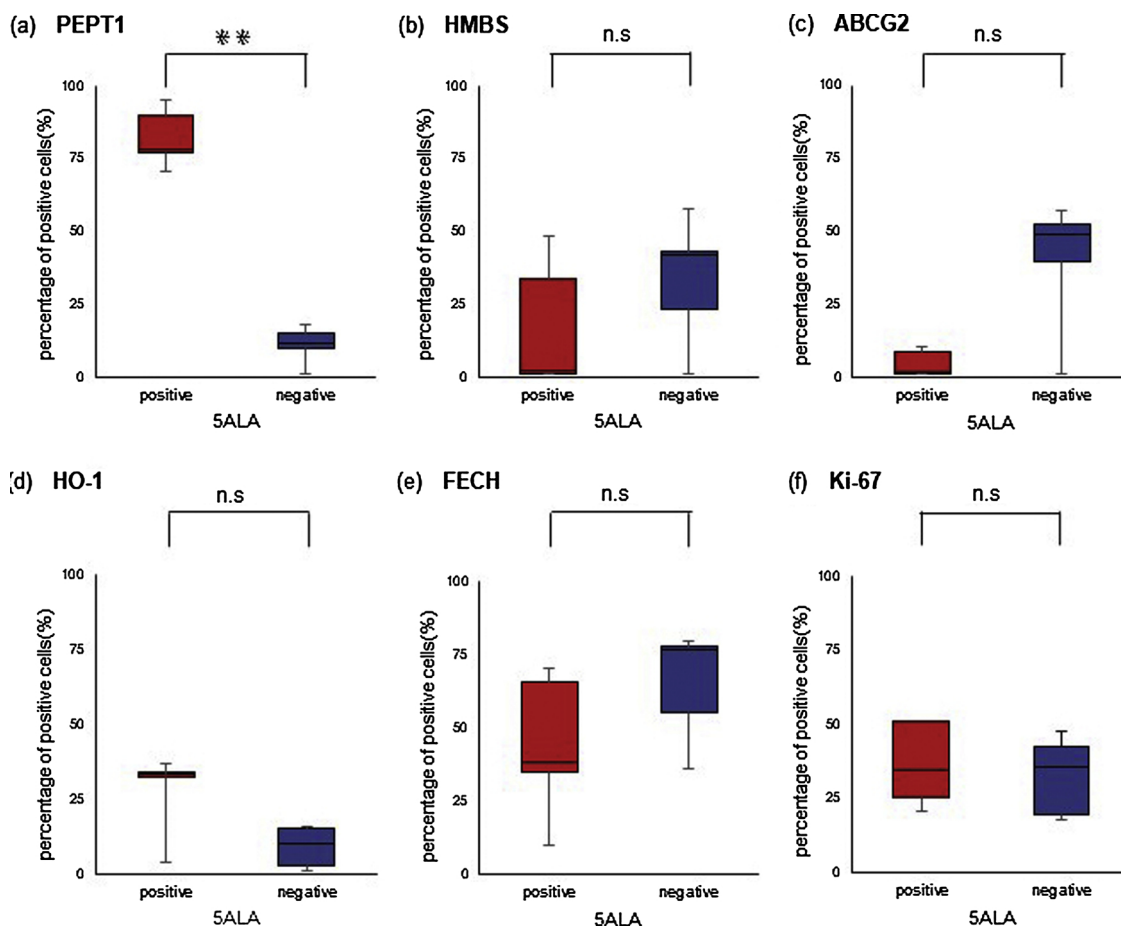 (a) PEPT1
**
percentage of positive cells(%)
100
75
50
25
0
positive negative
5ALA
(b) HMBS
n.s
percentage of positive cells(%)
100
75
50
25
0
positive negative
5ALA
(c) ABCG2
n.s
percentage of positive cells(%)
100
75
50
25
0
positive negative
5ALA
(d) HO-1
n.s
percentage of positive cells(%)
100
75
50
25
0
positive negative
5ALA
(e) FECH
n.s
percentage of positive cells(%)
100
75
50
25
0
positive negative
5ALA
(f) Ki-67
n.s
percentage of positive cells(%)
100
75
50
25
0
positive negative
5ALA